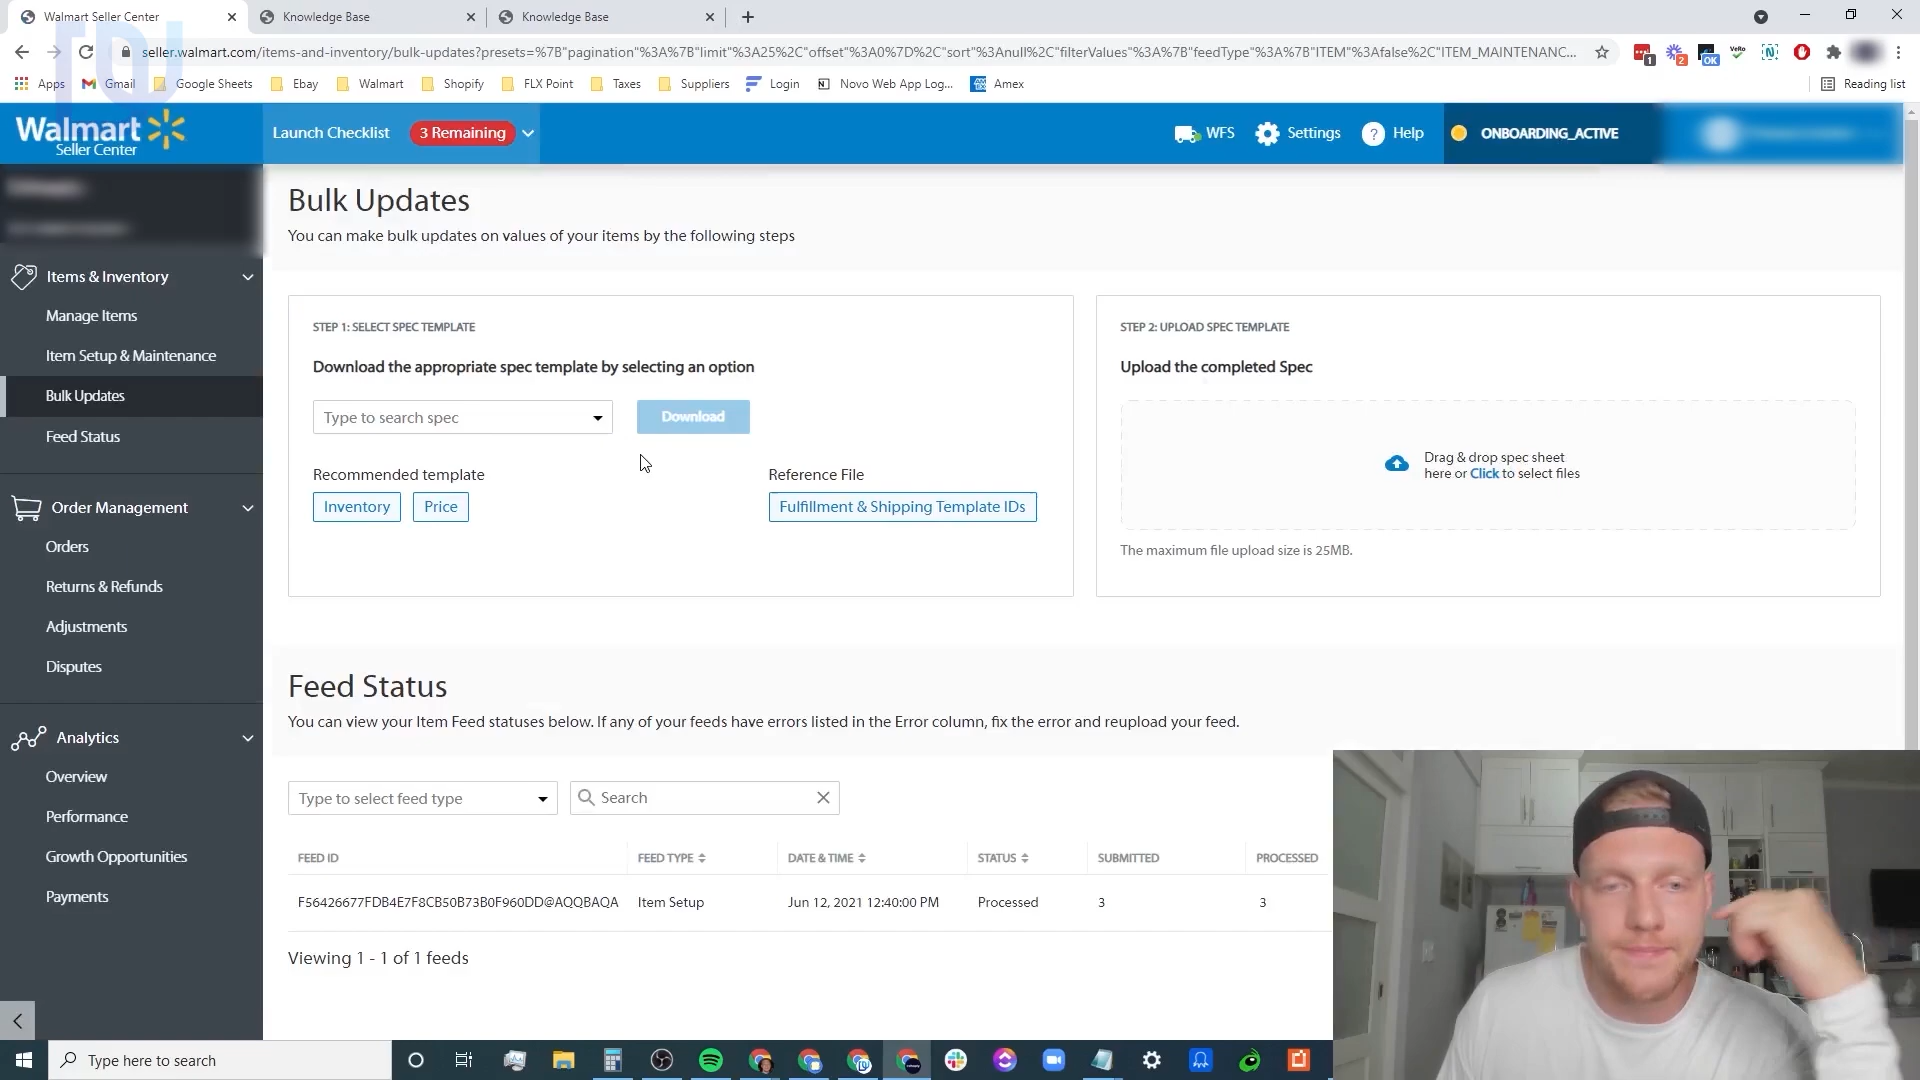 Walmart Seller Center
Knowledge Base
Knowledge Base
seller.walmart.com/items-and-inventory/bulk-updates?presets=%7B"pagination"%3A%7B"limit"%3A25%2C"offset"%3A0%7D%2C"sort"%3Anull%2C"filterValues"%3A%7B"feedType"%3A%7B"ITEM"%3Afalse%2C"ITEM_MAINTENANC...
Apps Gmail Google Sheets Ebay Walmart Shopify FLX Point Taxes Suppliers Login Novo Web App Log... Amex Reading list
Walmart
Seller Center
Launch Checklist 3 Remaining
WFS Settings Help ONBOARDING_ACTIVE
Items & Inventory
Manage Items
Item Setup & Maintenance
Bulk Updates
Feed Status
Order Management
Orders
Returns & Refunds
Adjustments
Disputes
Analytics
Overview
Performance
Growth Opportunities
Payments
Bulk Updates
You can make bulk updates on values of your items by the following steps
STEP 1: SELECT SPEC TEMPLATE
Download the appropriate spec template by selecting an option
Type to search spec Download
Recommended template Reference File
Inventory Price Fulfillment & Shipping Template IDs
STEP 2: UPLOAD SPEC TEMPLATE
Upload the completed Spec
Drag & drop spec sheet
here or Click to select files
The maximum file upload size is 25MB.
Feed Status
You can view your Item Feed statuses below. If any of your feeds have errors listed in the Error column, fix the error and reupload your feed.
Type to select feed type Search
FEED ID FEED TYPE DATE & TIME STATUS SUBMITTED PROCESSED
F56426677FDB4E7F8CB50B73B0F960DD@AQQBAQA Item Setup Jun 12, 2021 12:40:00 PM Processed 3 3
Viewing 1 - 1 of 1 feeds
Type here to search